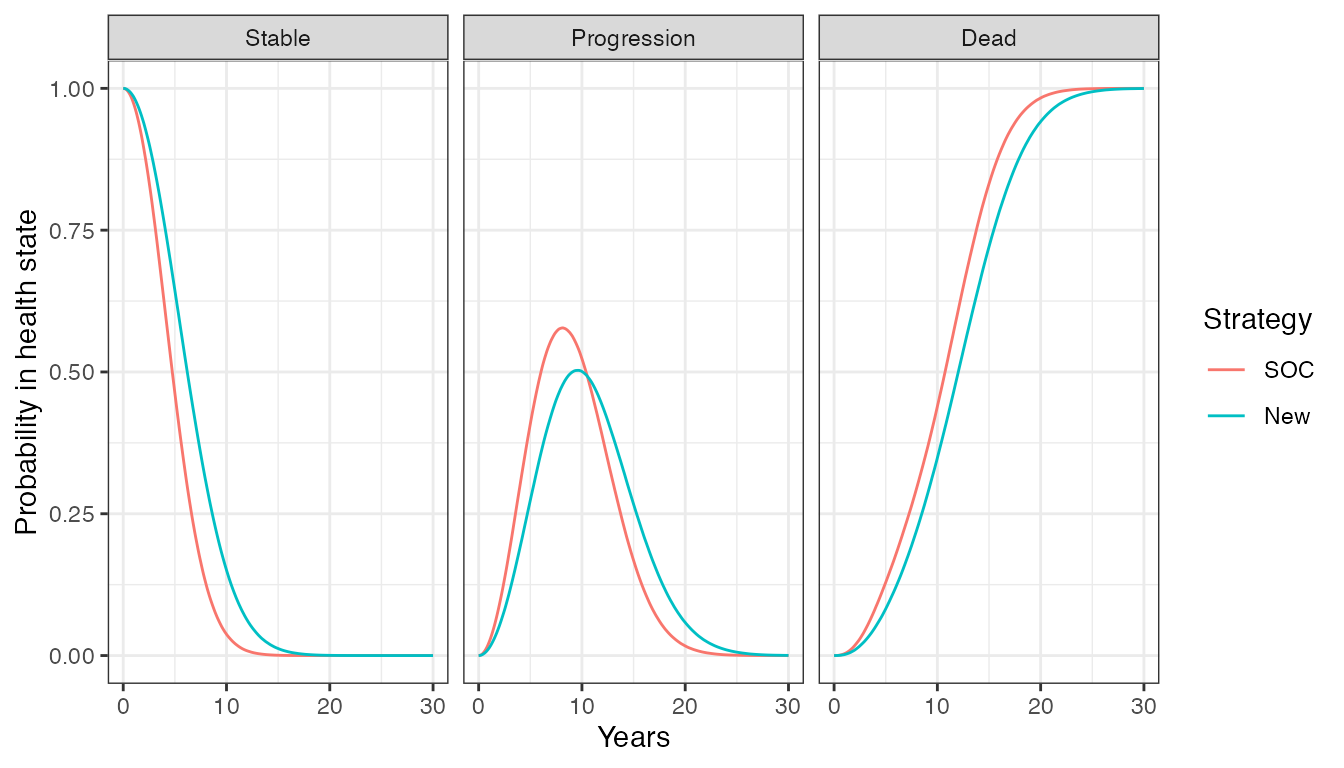 Stable Progression Dead
Probability in health state
1.00
0.75
0.50
0.25
0.00
0 10 20 30 0 10 20 30 0 10 20 30
Years
Strategy
SOC
New